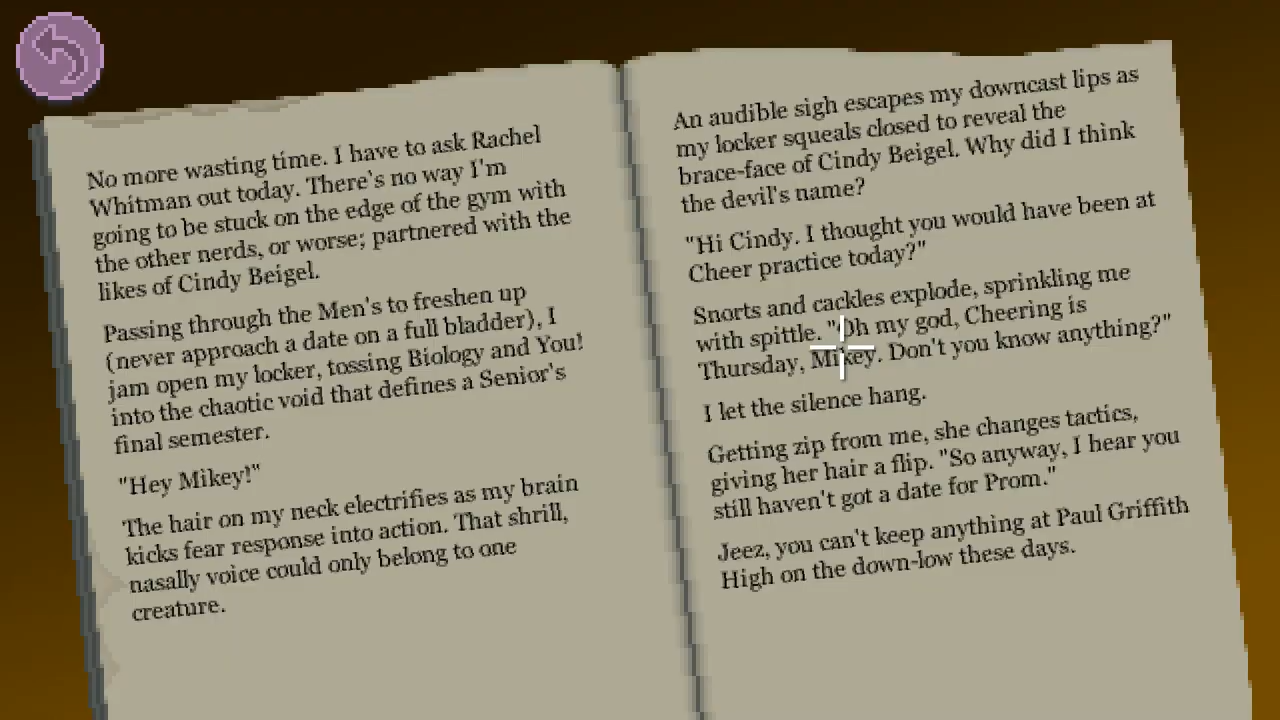 No more wasting time. I have to ask Rachel
Whitman out today. There's no way I'm
going to be stuck on the edge of the gym with
the other nerds, or worse; partnered with the
likes of Cindy Beigel.
Passing through the Men's to freshen up
(never approach a date on a full bladder), I
jam open my locker, tossing Biology and You!
into the chaotic void that defines a Senior's
final semester.
"Hey Mikey!"
The hair on my neck electrifies as my brain
kicks fear response into action. That shrill,
nasally voice could only belong to one
creature.
An audible sigh escapes my downcast lips as
my locker squeals closed to reveal the
brace-face of Cindy Beigel. Why did I think
the devil's name?
"Hi Cindy. I thought you would have been at
Cheer practice today?"
Snorts and cackles explode, sprinkling me
with spittle. "Oh my god, Cheering is
Thursday, Mikey. Don't you know anything?"
I let the silence hang.
Getting zip from me, she changes tactics,
giving her hair a flip. "So anyway, I hear you
still haven't got a date for Prom."
Jeez, you can't keep anything at Paul Griffith
High on the down-low these days.